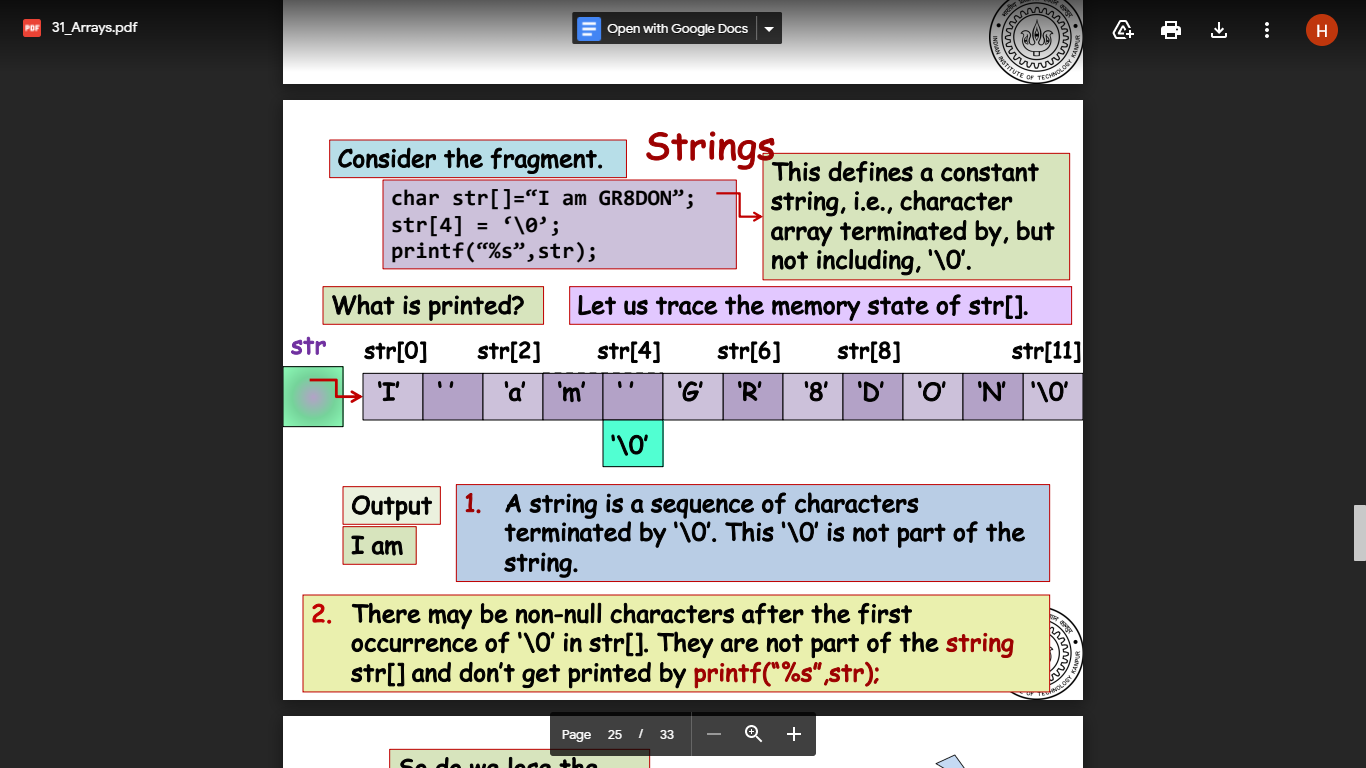 31_Arrays.pdf
Open with Google Docs
H
INDIAN INSTITUTE OF TECHNOLOGY KANPUR
Strings
Consider the fragment.
char str[]=“I am GR8DON”;
str[4] = ‘\0’;
printf(“%s”,str);
This defines a constant
string, i.e., character
array terminated by, but
not including, ‘\0’.
What is printed?
Let us trace the memory state of str[].
str
str[0] str[2] str[4] str[6] str[8] str[11]
‘I’ ‘ ’ ‘a’ ‘m’ ‘ ’ ‘G’ ‘R’ ‘8’ ‘D’ ‘O’ ‘N’ ‘\0’
‘\0’
Output
I am
1. A string is a sequence of characters
terminated by ‘\0’. This ‘\0’ is not part of the
string.
2. There may be non-null characters after the first
occurrence of ‘\0’ in str[]. They are not part of the string
str[] and don’t get printed by printf(“%s”,str);
Page 25 / 33